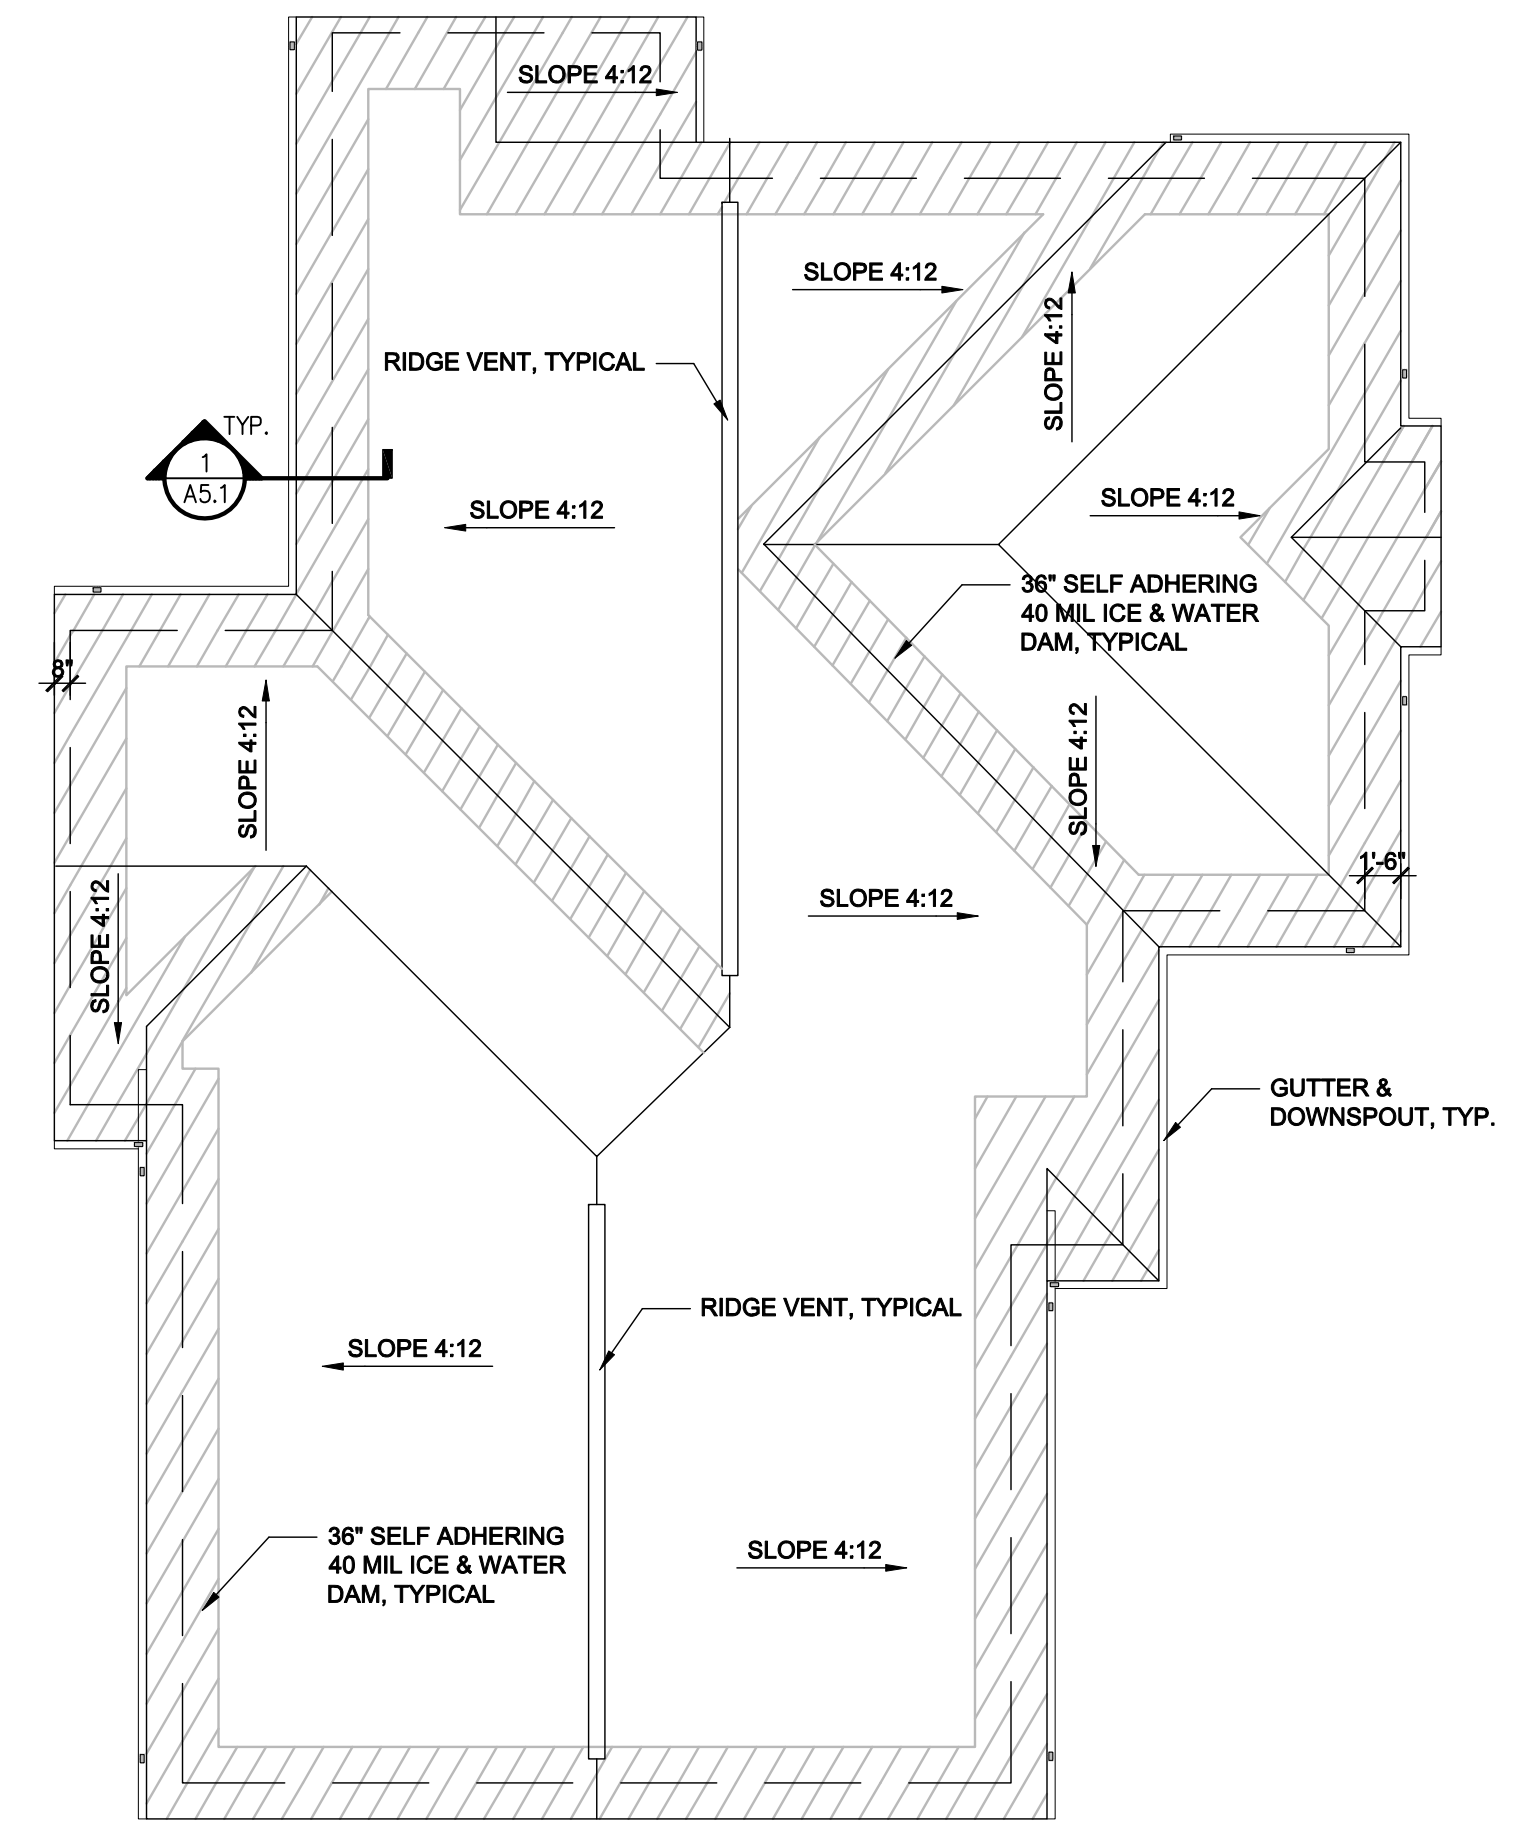 SLOPE 4:12
SLOPE 4:12
SLOPE 4:12
RIDGE VENT, TYPICAL
TYP.
1
A5.1
SLOPE 4:12
SLOPE 4:12
36" SELF ADHERING
40 MIL ICE & WATER
DAM, TYPICAL
8"
SLOPE 4:12
SLOPE 4:12
1'-6"
SLOPE 4:12
SLOPE 4:12
GUTTER &
DOWNSPOUT, TYP.
RIDGE VENT, TYPICAL
SLOPE 4:12
36" SELF ADHERING
40 MIL ICE & WATER
DAM, TYPICAL
SLOPE 4:12